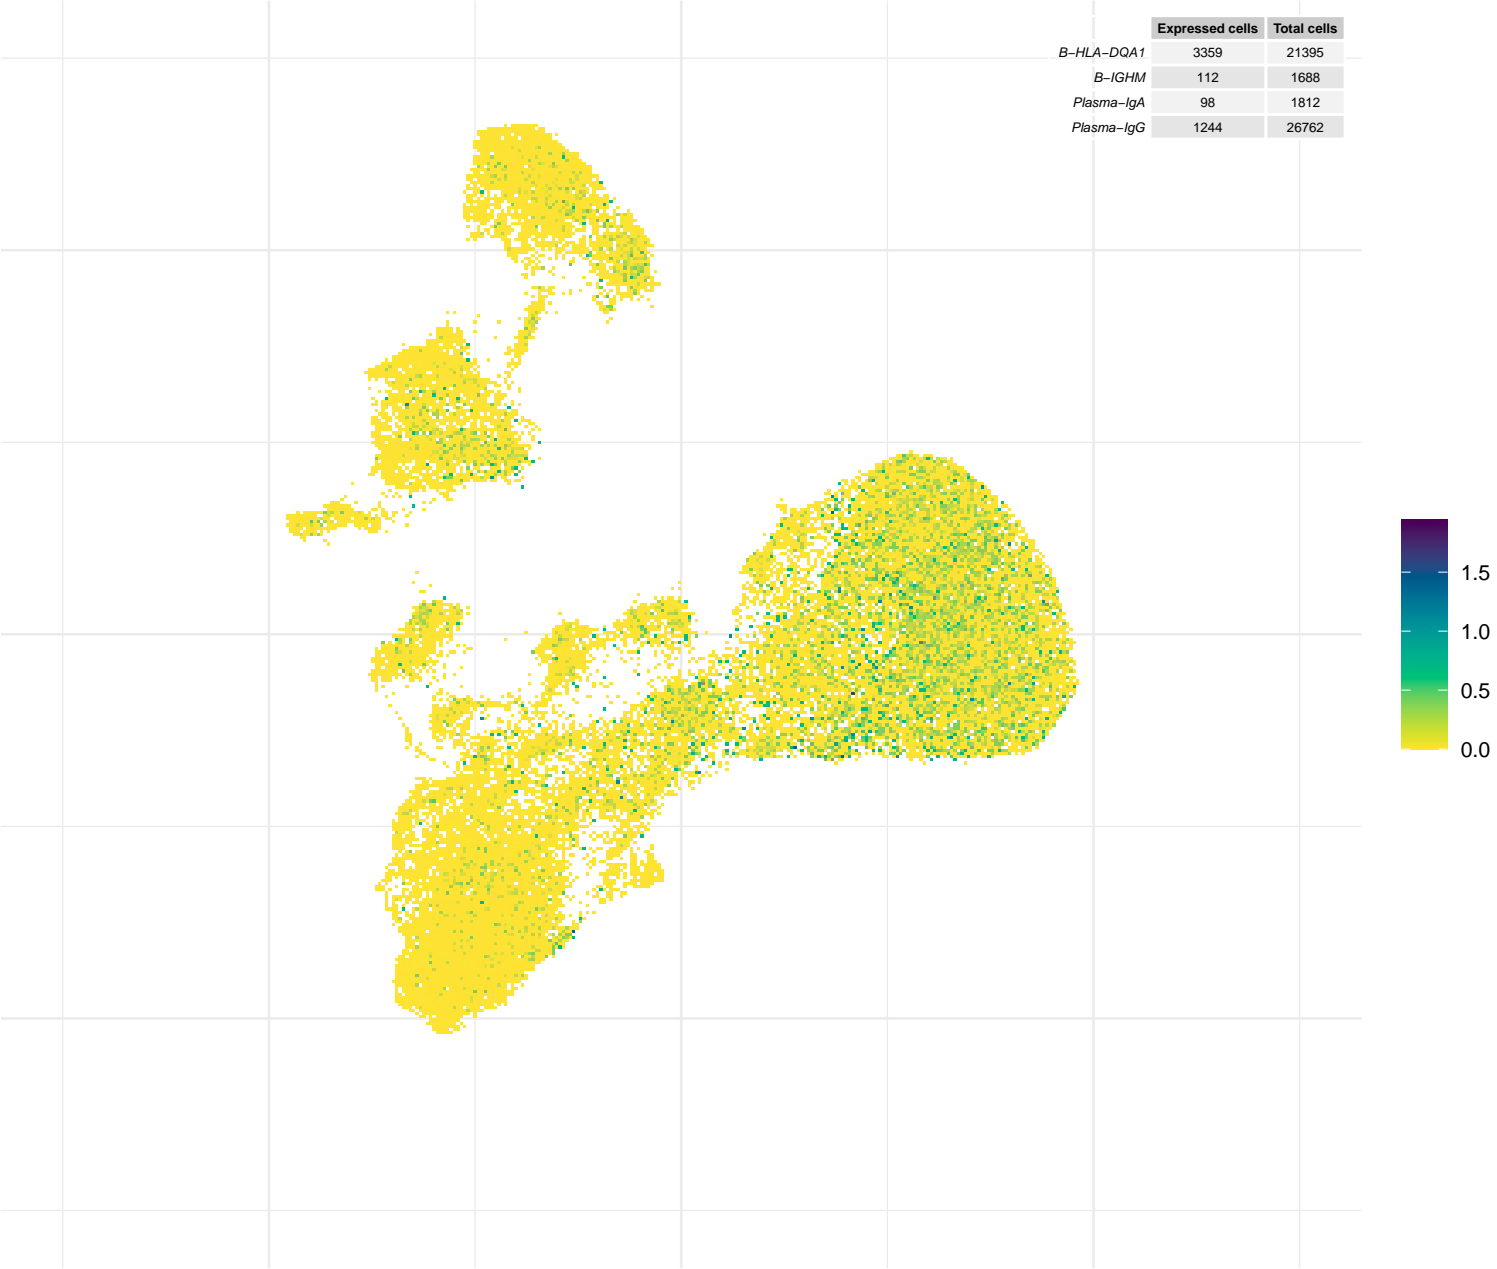 Expressed cells Total cells
B−HLA−DQA1 3359 21395
B−IGHM 112 1688
Plasma−IgA 98 1812
Plasma−IgG 1244 26762
1.5
1.0
0.5
0.0